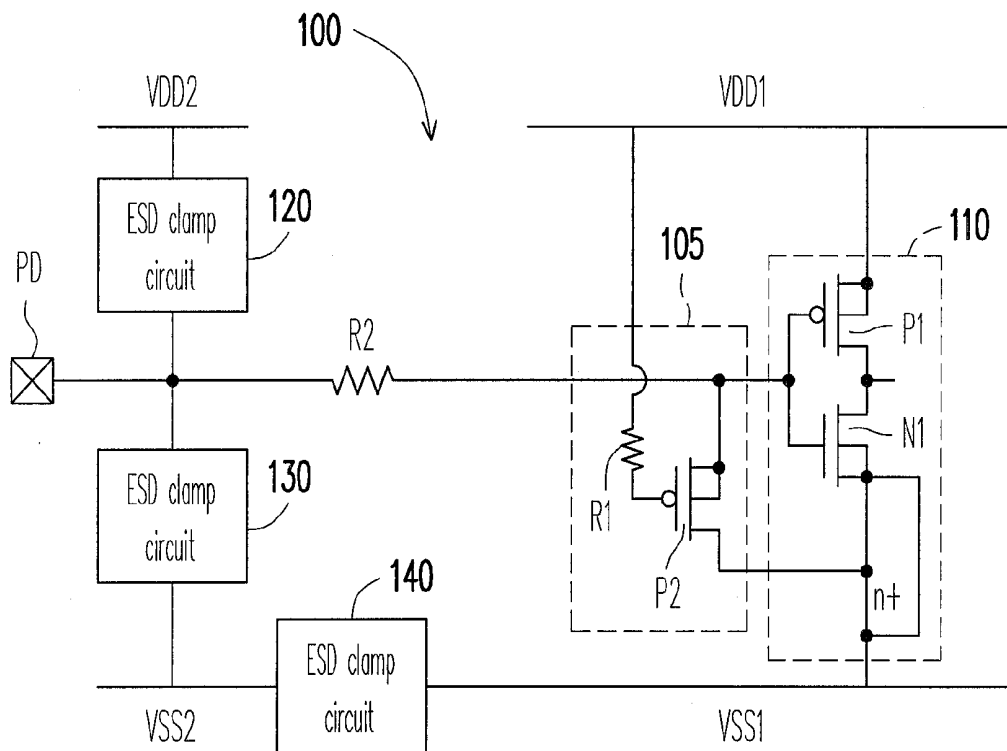 100
VDD2
VDD1
ESD clamp
circuit
120
PD
R2
105
110
P1
N1
ESD clamp
circuit
130
R1
P2
n+
140
ESD clamp
circuit
VSS2
VSS1